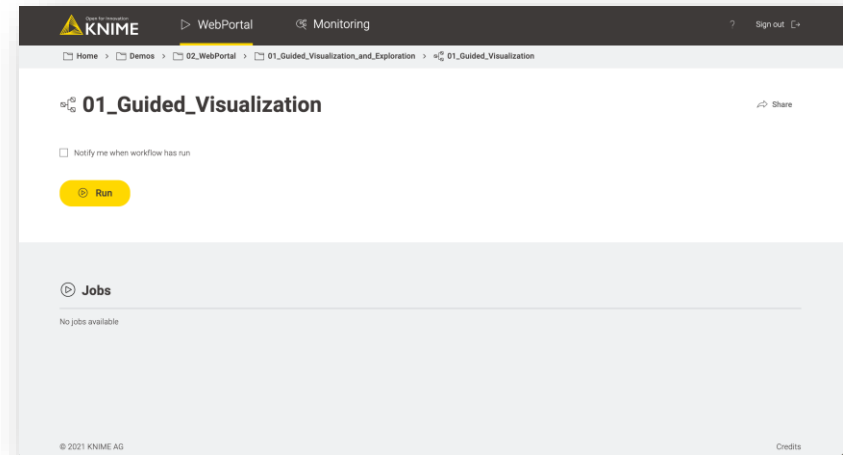 Open for Innovation
KNIME
WebPortal
Monitoring
?
Sign out
Home > Demos > 02_WebPortal > 01_Guided_Visualization_and_Exploration > 01_Guided_Visualization
01_Guided_Visualization
Share
Notify me when workflow has run
Run
Jobs
No jobs available
© 2021 KNIME AG
Credits